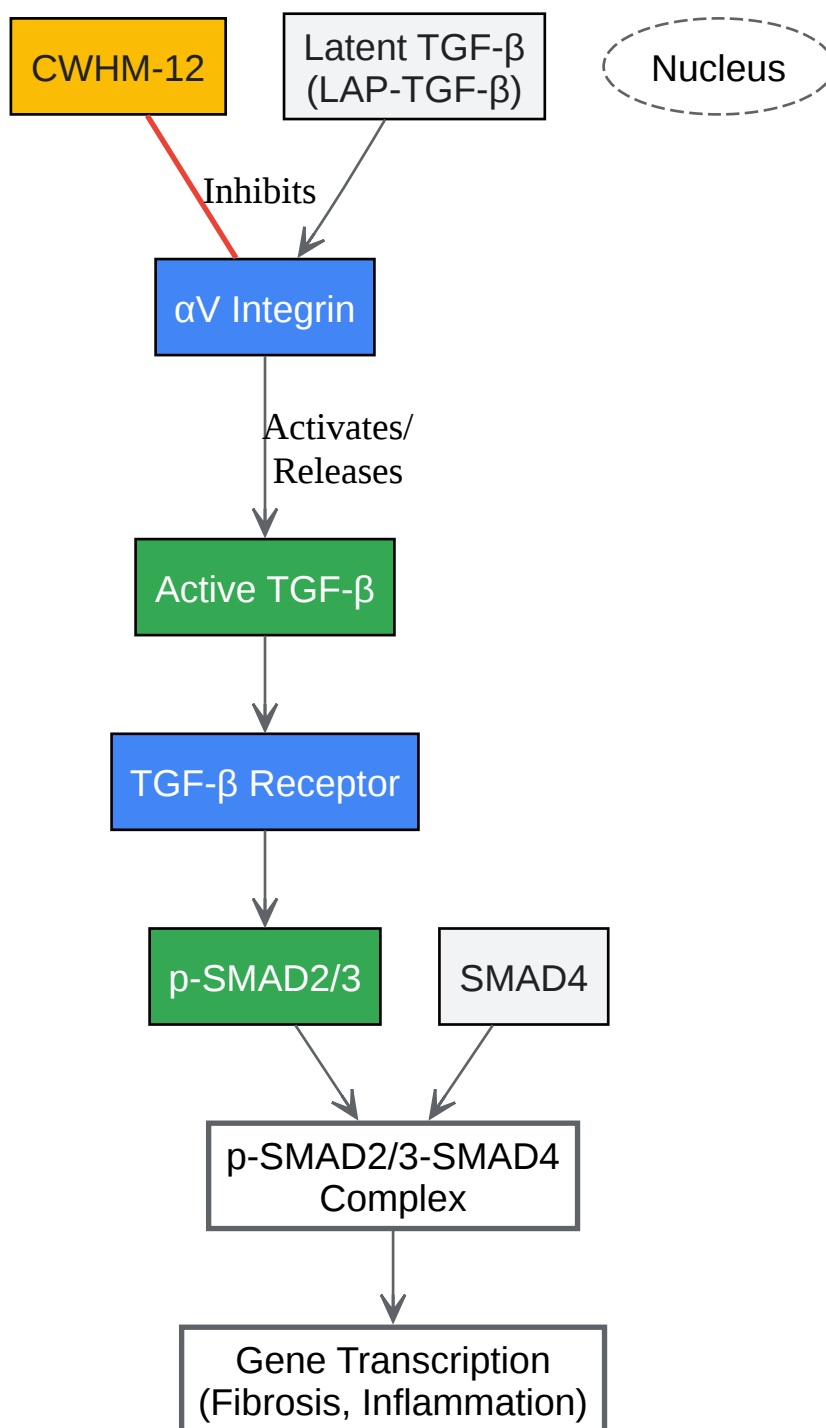 CWHM-12
Latent TGF-β
(LAP-TGF-β)
Nucleus
Inhibits
αV Integrin
Activates/
Releases
Active TGF-β
TGF-β Receptor
p-SMAD2/3
SMAD4
p-SMAD2/3-SMAD4
Complex
Gene Transcription
(Fibrosis, Inflammation)